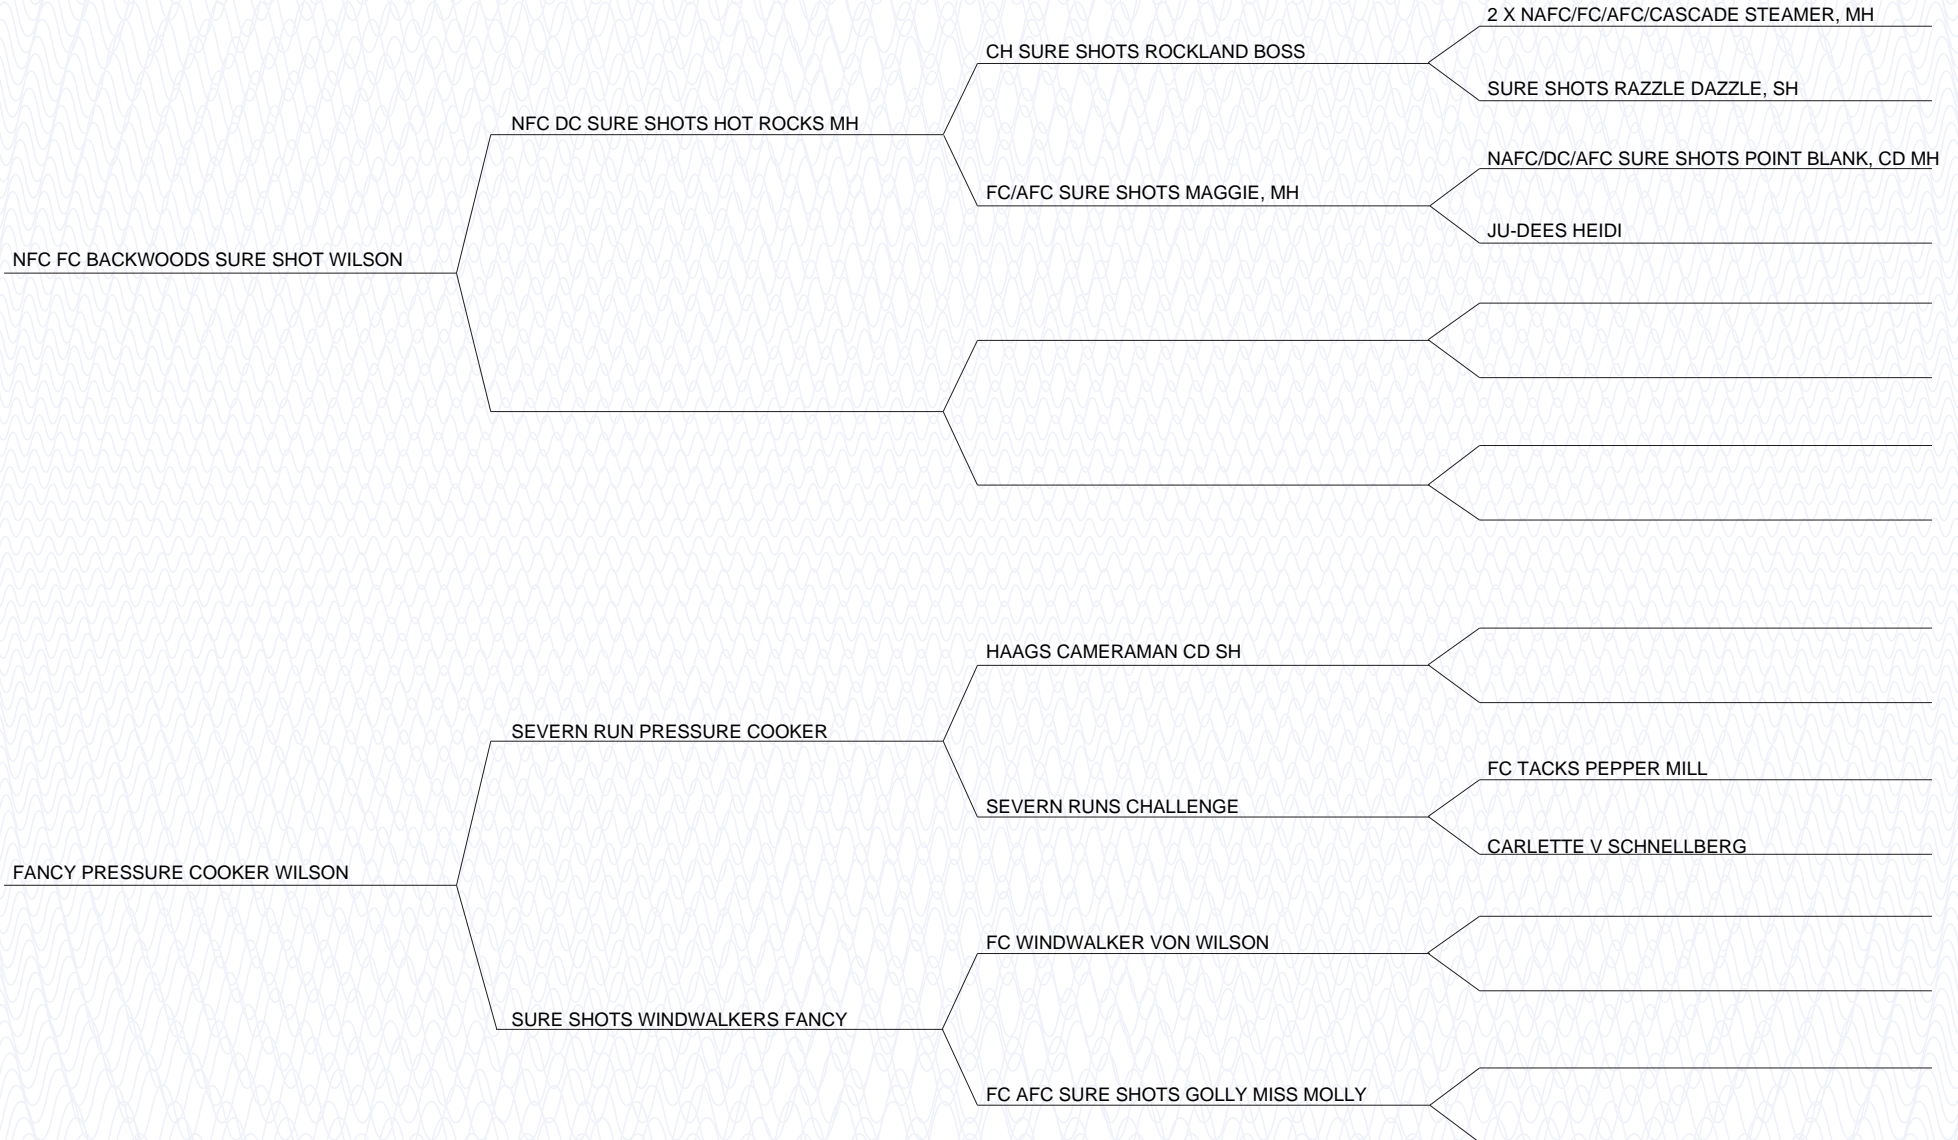 2 X NAFC/FC/AFC/CASCADE STEAMER, MH
CH SURE SHOTS ROCKLAND BOSS
SURE SHOTS RAZZLE DAZZLE, SH
NFC DC SURE SHOTS HOT ROCKS MH
NAFC/DC/AFC SURE SHOTS POINT BLANK, CD MH
FC/AFC SURE SHOTS MAGGIE, MH
JU-DEES HEIDI
NFC FC BACKWOODS SURE SHOT WILSON
HAAGS CAMERAMAN CD SH
SEVERN RUN PRESSURE COOKER
FC TACKS PEPPER MILL
SEVERN RUNS CHALLENGE
CARLETTE V SCHNELLBERG
FANCY PRESSURE COOKER WILSON
FC WINDWALKER VON WILSON
SURE SHOTS WINDWALKERS FANCY
FC AFC SURE SHOTS GOLLY MISS MOLLY